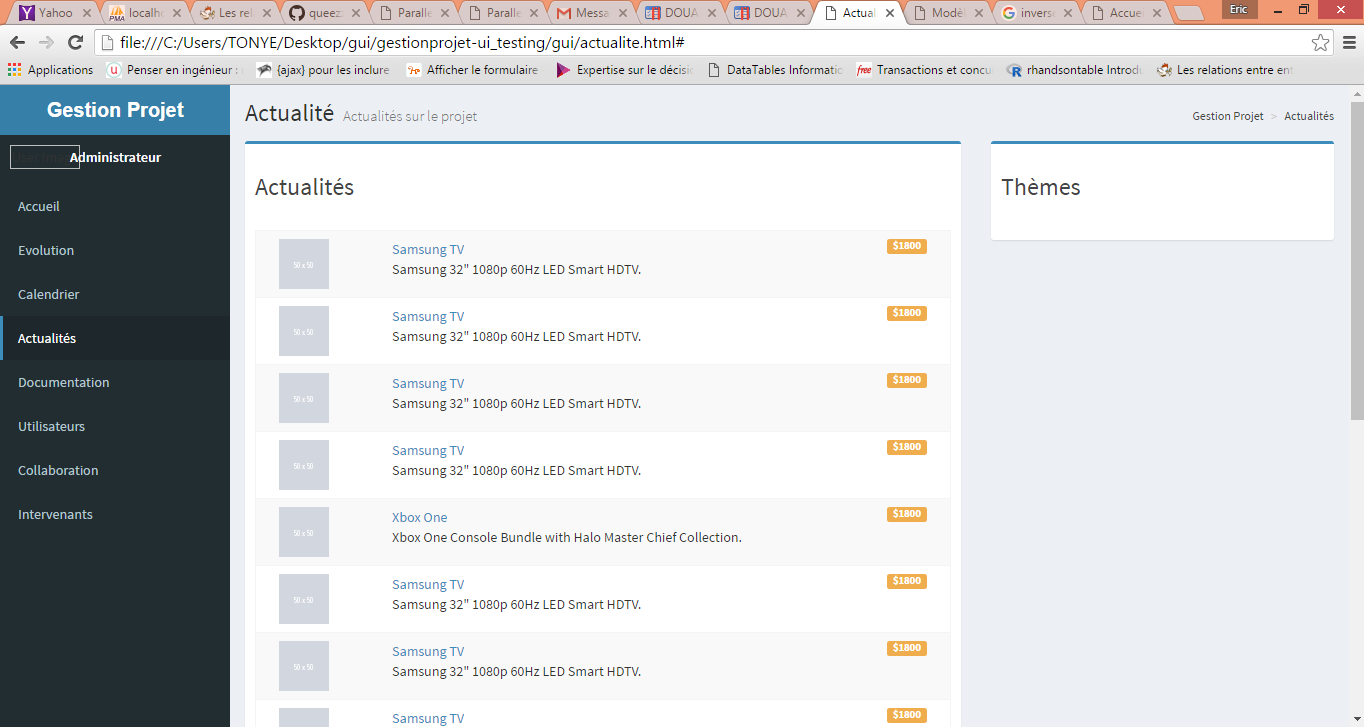 Yahoo
localh
Les rel
queez
Paralle
Paralle
Messa
DOUA
DOUA
Actual
Modèl
inverse
Accue
Eric
file:///C:/Users/TONYE/Desktop/gui/gestionprojet-ui_testing/gui/actualite.html#
Applications
Penser en ingénieur :
{ajax} pour les inclure
Afficher le formulaire
Expertise sur le décisi
DataTables Informatic
free Transactions et concu
rhandsontable Introdu
Les relations entre ent
Gestion Projet
Actualité Actualités sur le projet
Gestion Projet > Actualités
Administrateur
Accueil
Evolution
Calendrier
Actualités
Documentation
Utilisateurs
Collaboration
Intervenants
Actualités
50 x 50
Samsung TV
$1800
Samsung 32" 1080p 60Hz LED Smart HDTV.
50 x 50
Samsung TV
$1800
Samsung 32" 1080p 60Hz LED Smart HDTV.
50 x 50
Samsung TV
$1800
Samsung 32" 1080p 60Hz LED Smart HDTV.
50 x 50
Samsung TV
$1800
Samsung 32" 1080p 60Hz LED Smart HDTV.
50 x 50
Xbox One
$1800
Xbox One Console Bundle with Halo Master Chief Collection.
50 x 50
Samsung TV
$1800
Samsung 32" 1080p 60Hz LED Smart HDTV.
50 x 50
Samsung TV
$1800
Samsung 32" 1080p 60Hz LED Smart HDTV.
Samsung TV
$1800
Thèmes